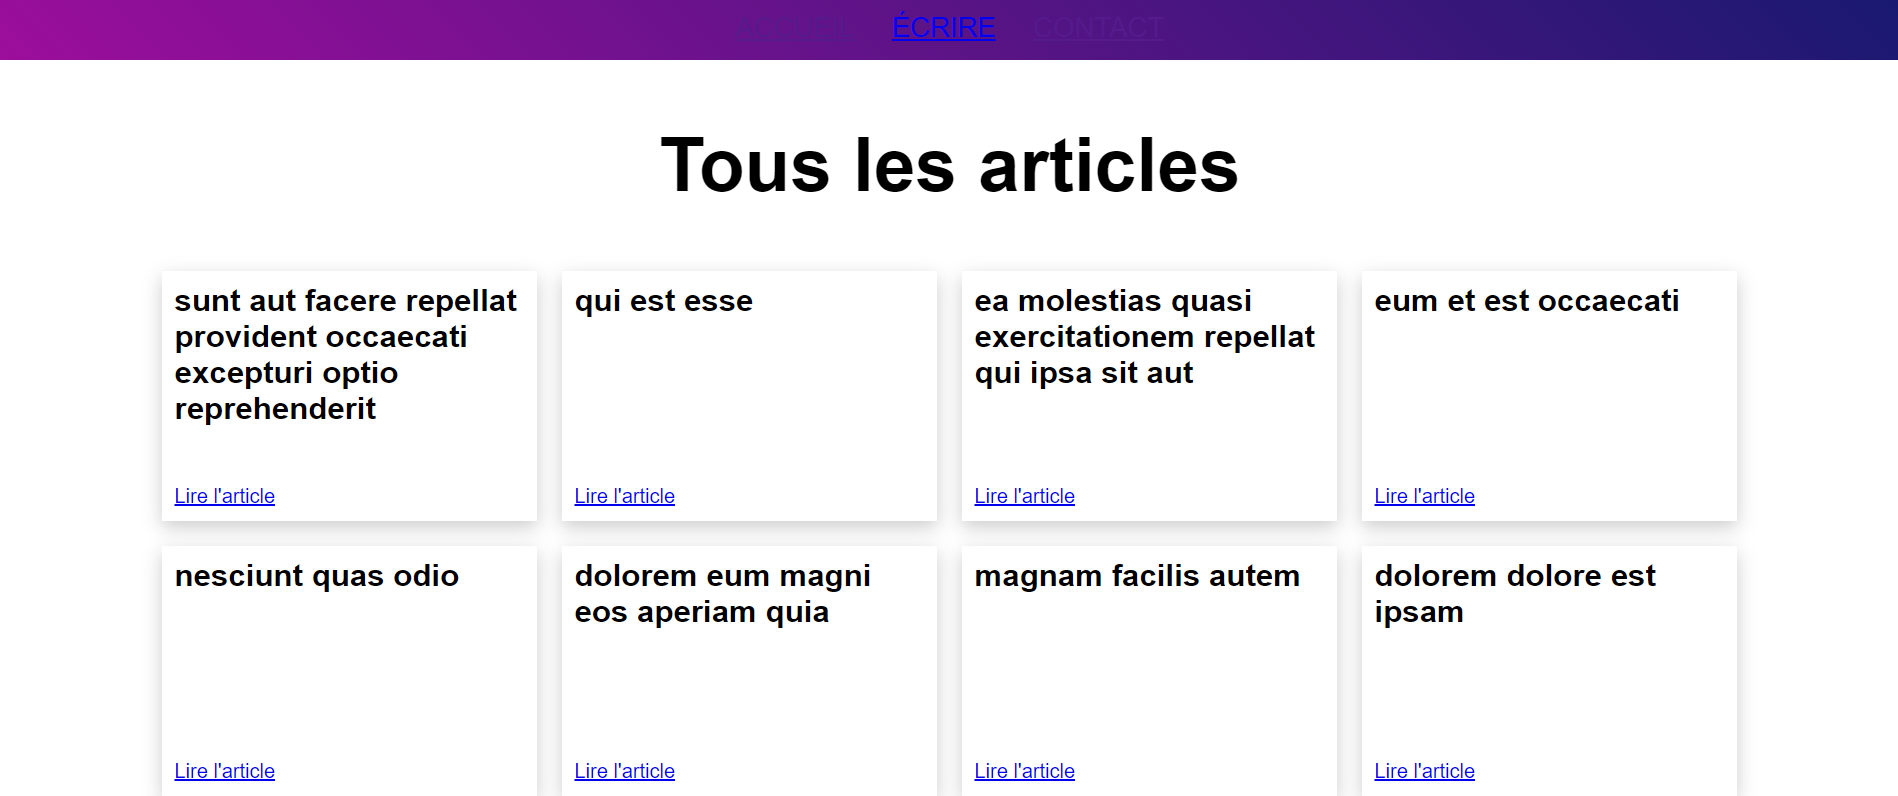 ACCUEIL ÉCRIRE CONTACT
Tous les articles
sunt aut facere repellat
provident occaecati
excepturi optio
reprehenderit
Lire l'article
qui est esse
Lire l'article
ea molestias quasi
exercitationem repellat
qui ipsa sit aut
Lire l'article
eum et est occaecati
Lire l'article
nesciunt quas odio
Lire l'article
dolorem eum magni
eos aperiam quia
Lire l'article
magnam facilis autem
Lire l'article
dolorem dolore est
ipsam
Lire l'article